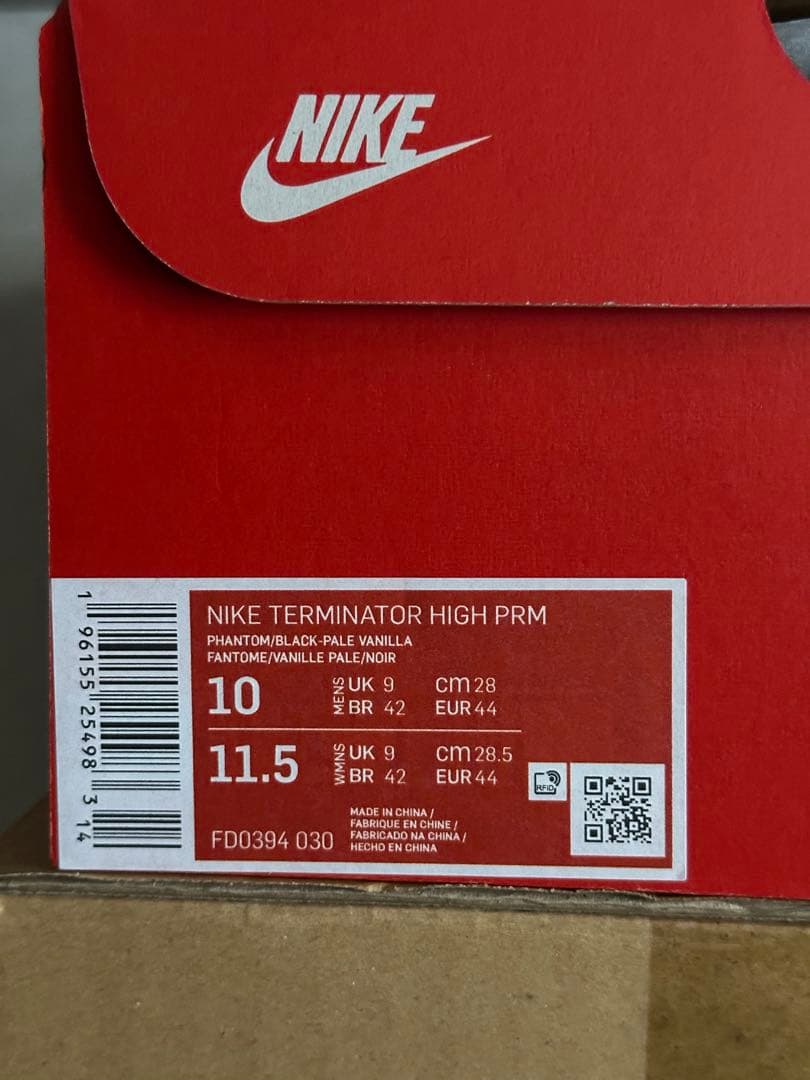 NIKE
NIKE TERMINATOR HIGH PRM
PHANTOM/BLACK-PALE VANILLA
FANTOME/VANILLE PALE/NOIR
10
MENS
UK 9
cm 28
BR 42
EUR 44
11.5
WMNS
UK 9
cm 28.5
BR 42
EUR 44
RFID
FD0394 030
MADE IN CHINA /
FABRIQUE EN CHINE /
FABRICADO NA CHINA /
HECHO EN CHINA
1 96155 25498 3 14